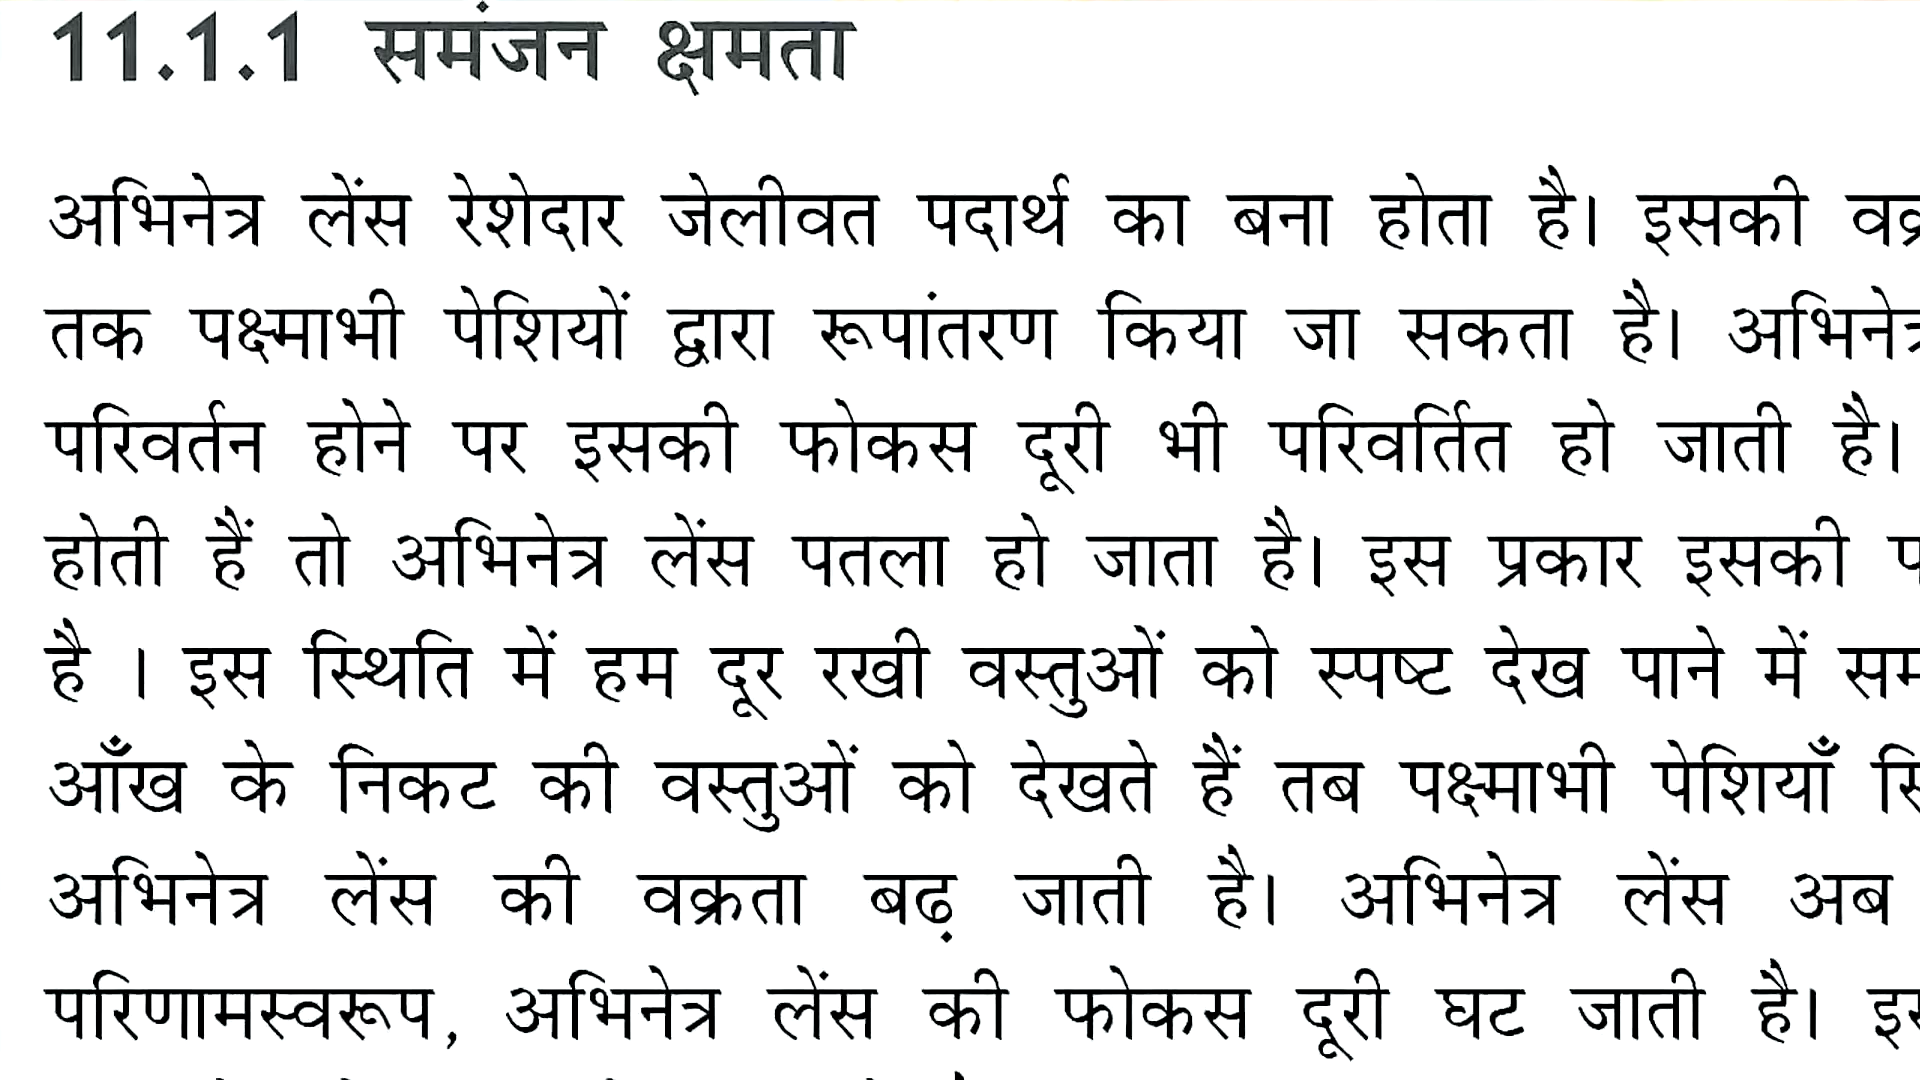 11.1.1 समंजन क्षमता
अभिनेत्र लेंस रेशेदार जेलीवत पदार्थ का बना होता है। इसकी
तक पक्ष्माभी पेशियों द्वारा रूपांतरण किया जा सकता है।
परिवर्तन होने पर इसकी फोकस दूरी भी परिवर्तित हो जाती है।
होती हैं तो अभिनेत्र लेंस पतला हो जाता है। इस प्रकार इसकी
है । इस स्थिति में हम दूर रखी वस्तुओं को स्पष्ट देख पाने में
आँख के निकट की वस्तुओं को देखते हैं तब पक्ष्माभी पेशियाँ
अभिनेत्र लेंस की वक्रता बढ़ जाती है। अभिनेत्र लेंस अब
परिणामस्वरूप, अभिनेत्र लेंस की फोकस दूरी घट जाती है।